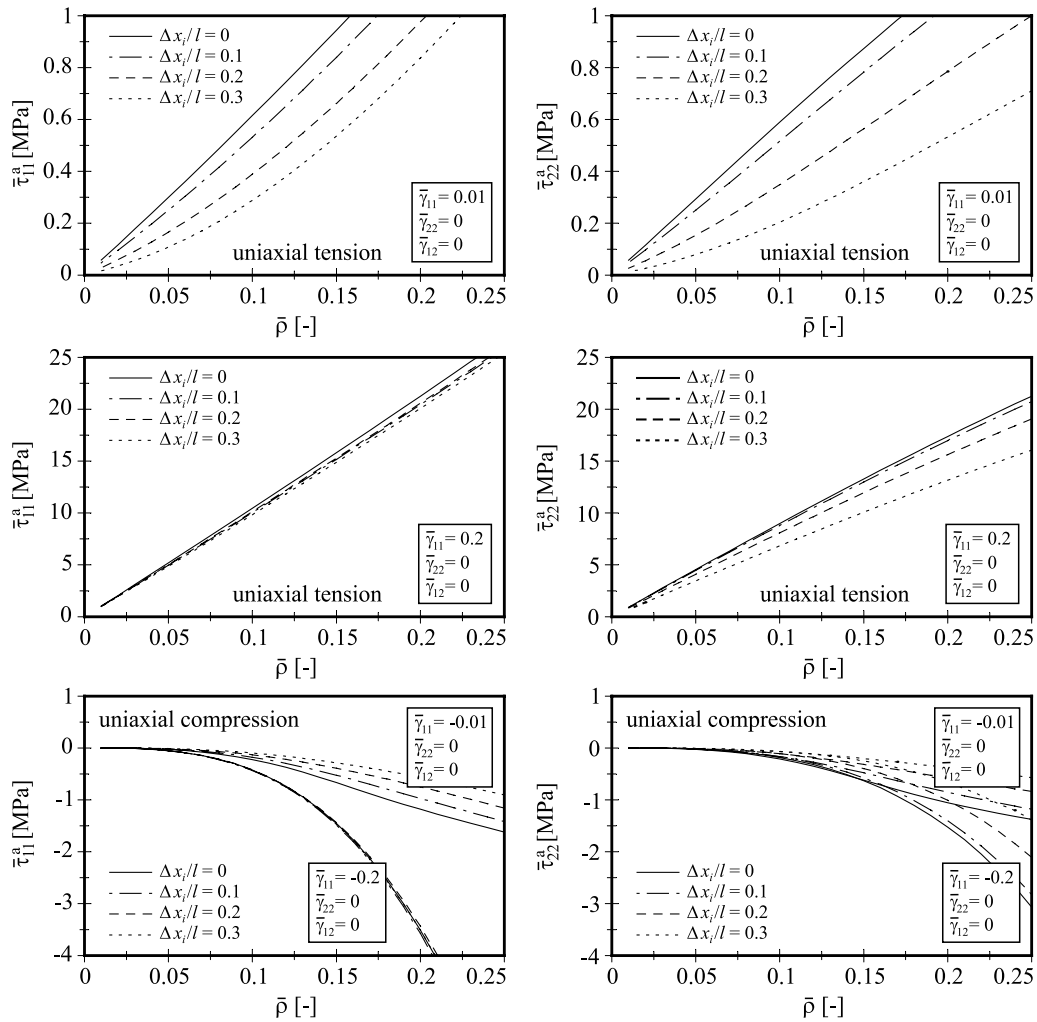 1
0.8
0.6
0.4
0.2
0
τ̄ᵃ₁₁ [MPa]
Δxᵢ/l = 0
Δxᵢ/l = 0.1
Δxᵢ/l = 0.2
Δxᵢ/l = 0.3
γ̄₁₁= 0.01
γ̄₂₂= 0
γ̄₁₂= 0
uniaxial tension
0 0.05 0.1 0.15 0.2 0.25
ρ̄ [-]
1
0.8
0.6
0.4
0.2
0
τ̄ᵃ₂₂ [MPa]
Δxᵢ/l = 0
Δxᵢ/l = 0.1
Δxᵢ/l = 0.2
Δxᵢ/l = 0.3
γ̄₁₁= 0.01
γ̄₂₂= 0
γ̄₁₂= 0
uniaxial tension
0 0.05 0.1 0.15 0.2 0.25
ρ̄ [-]
25
20
15
10
5
0
τ̄ᵃ₁₁ [MPa]
Δxᵢ/l = 0
Δxᵢ/l = 0.1
Δxᵢ/l = 0.2
Δxᵢ/l = 0.3
γ̄₁₁= 0.2
γ̄₂₂= 0
γ̄₁₂= 0
uniaxial tension
0 0.05 0.1 0.15 0.2 0.25
ρ̄ [-]
25
20
15
10
5
0
τ̄ᵃ₂₂ [MPa]
Δxᵢ/l = 0
Δxᵢ/l = 0.1
Δxᵢ/l = 0.2
Δxᵢ/l = 0.3
γ̄₁₁= 0.2
γ̄₂₂= 0
γ̄₁₂= 0
uniaxial tension
0 0.05 0.1 0.15 0.2 0.25
ρ̄ [-]
1
0
-1
-2
-3
-4
τ̄ᵃ₁₁ [MPa]
uniaxial compression
γ̄₁₁= -0.01
γ̄₂₂= 0
γ̄₁₂= 0
Δxᵢ/l = 0
Δxᵢ/l = 0.1
Δxᵢ/l = 0.2
Δxᵢ/l = 0.3
γ̄₁₁= -0.2
γ̄₂₂= 0
γ̄₁₂= 0
0 0.05 0.1 0.15 0.2 0.25
ρ̄ [-]
1
0
-1
-2
-3
-4
τ̄ᵃ₂₂ [MPa]
uniaxial compression
γ̄₁₁= -0.01
γ̄₂₂= 0
γ̄₁₂= 0
Δxᵢ/l = 0
Δxᵢ/l = 0.1
Δxᵢ/l = 0.2
Δxᵢ/l = 0.3
γ̄₁₁= -0.2
γ̄₂₂= 0
γ̄₁₂= 0
0 0.05 0.1 0.15 0.2 0.25
ρ̄ [-]